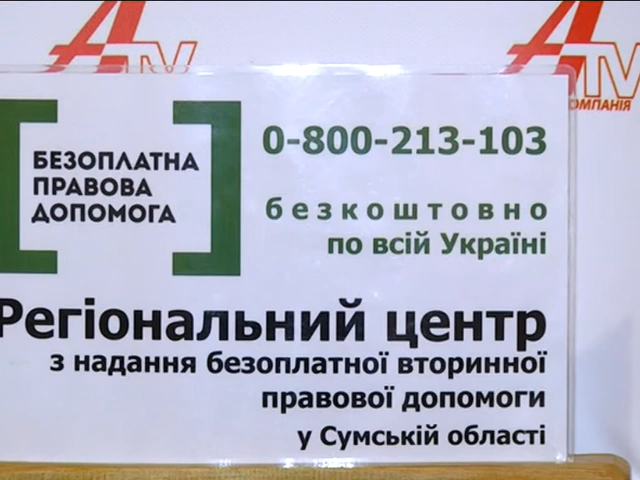 ATV
ATV
КОМПАНІЯ
БЕЗОПЛАТНА
ПРАВОВА
ДОПОМОГА
0-800-213-103
безкоштовно
по всій Україні
Регіональний центр
з надання безоплатної вторинної
правової допомоги
у Сумській області